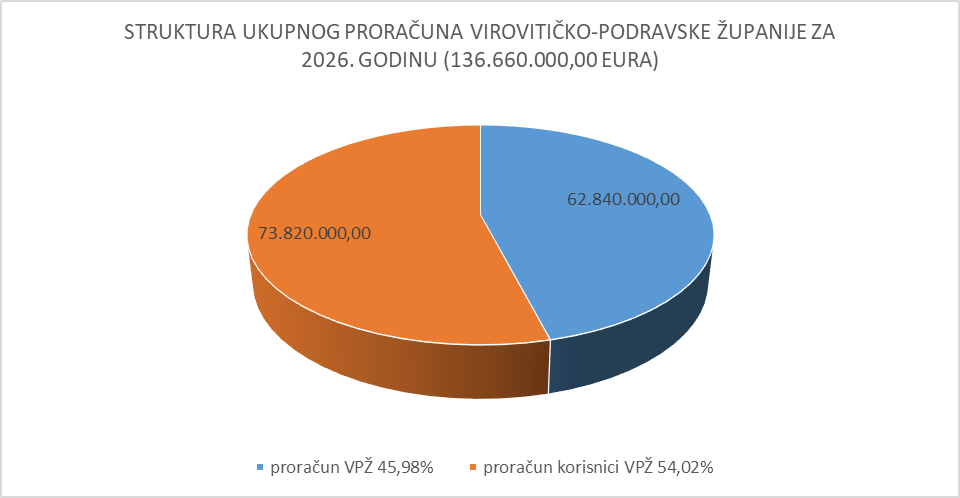 STRUKTURA UKUPNOG PRORAČUNA VIROVITIČKO-PODRAVSKE ŽUPANIJE ZA
2026. GODINU (136.660.000,00 EURA)
62.840.000,00
73.820.000,00
proračun VPŽ 45,98%
proračun korisnici VPŽ 54,02%